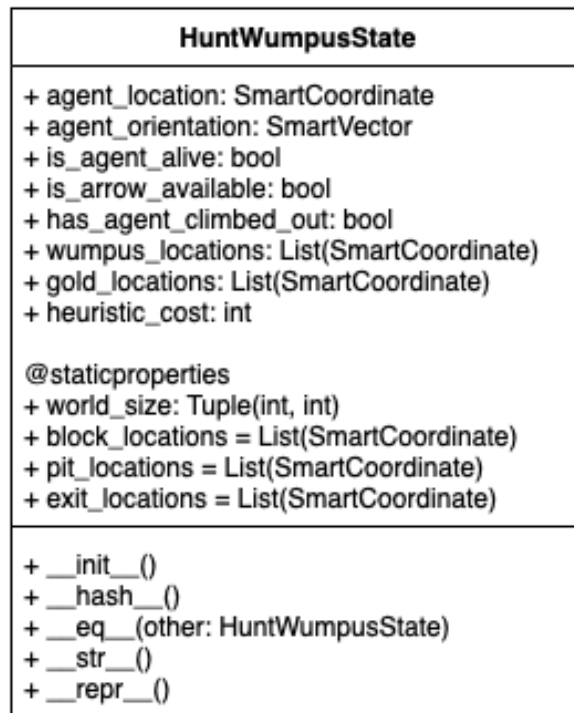 HuntWumpusState
+ agent_location: SmartCoordinate
+ agent_orientation: SmartVector
+ is_agent_alive: bool
+ is_arrow_available: bool
+ has_agent_climbed_out: bool
+ wumpus_locations: List(SmartCoordinate)
+ gold_locations: List(SmartCoordinate)
+ heuristic_cost: int
@staticproperties
+ world_size: Tuple(int, int)
+ block_locations = List(SmartCoordinate)
+ pit_locations = List(SmartCoordinate)
+ exit_locations = List(SmartCoordinate)
+ __init__()
+ __hash__()
+ __eq__(other: HuntWumpusState)
+ __str__()
+ __repr__()